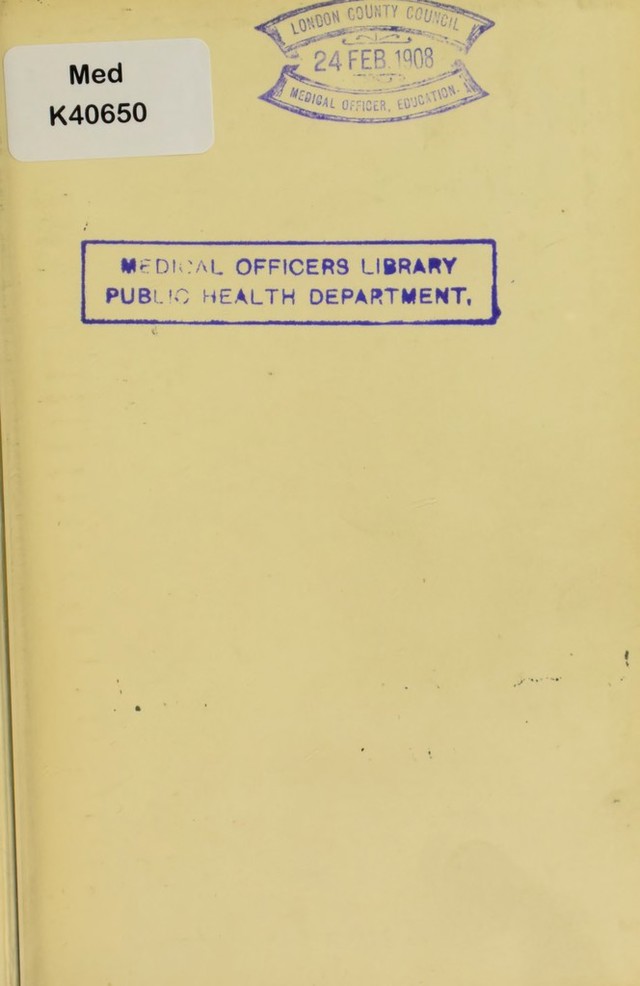 LONDON COUNTY COUNCIL
24 FEB. 1908
MEDICAL OFFICER, EDUCATION.
Med
K40650
MEDICAL OFFICERS LIBRARY
PUBLIC HEALTH DEPARTMENT.